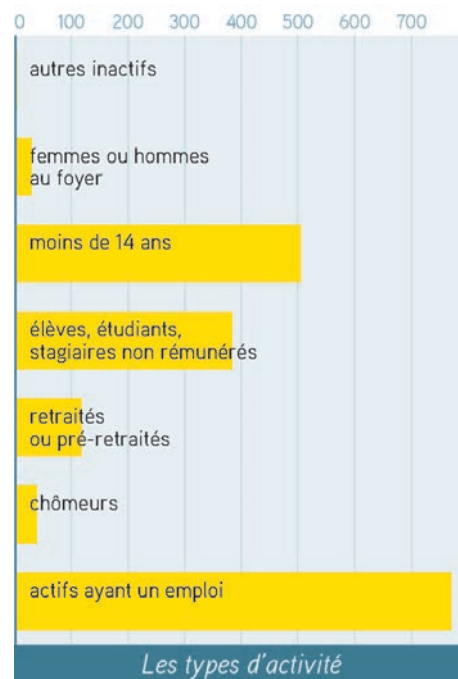 0 100 200 300 400 500 600 700
autres inactifs
femmes ou hommes
au foyer
moins de 14 ans
élèves, étudiants,
stagiaires non rémunérés
retraités
ou pré-retraités
chômeurs
actifs ayant un emploi
Les types d'activité